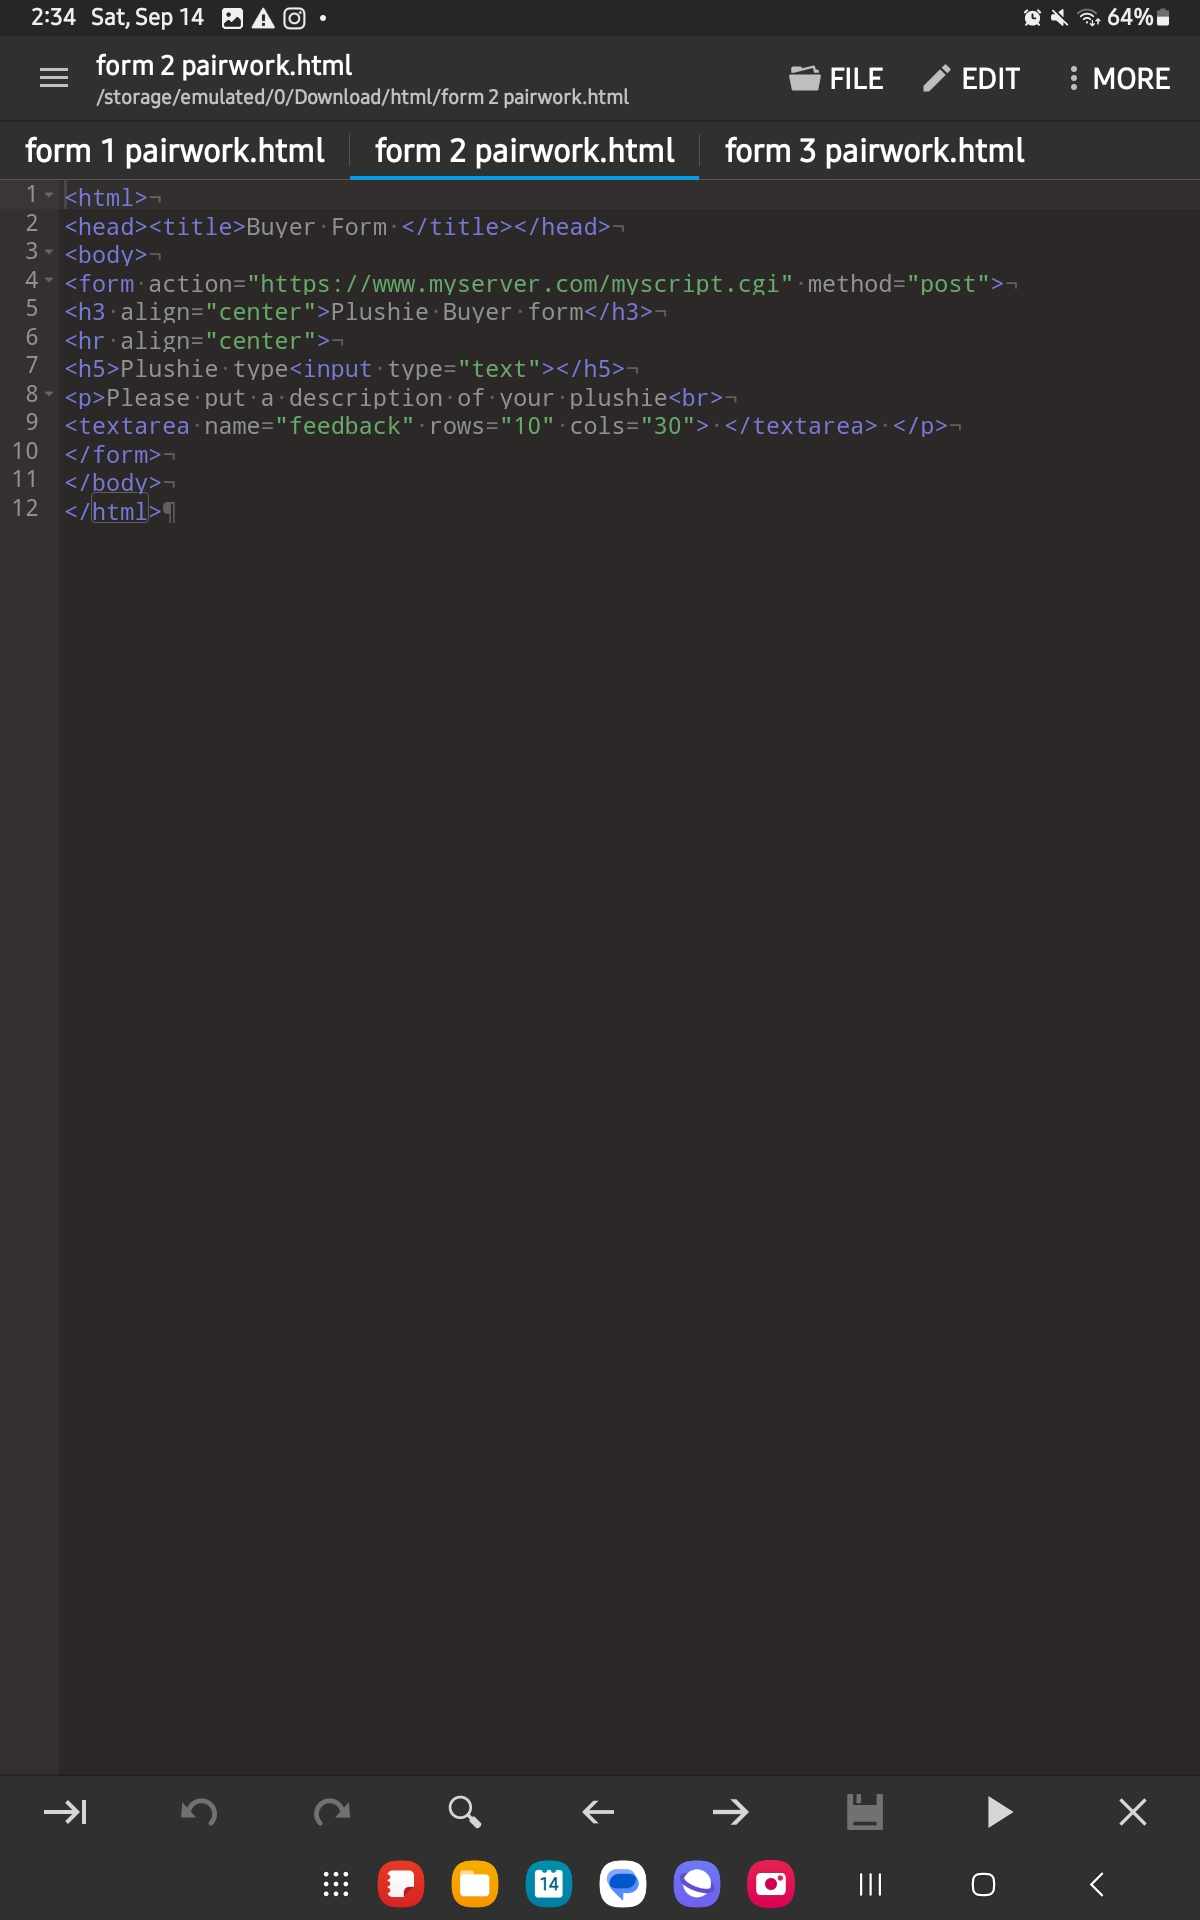 2:34 Sat, Sep 14 64%
form 2 pairwork.html
/storage/emulated/0/Download/html/form 2 pairwork.html
FILE EDIT MORE
form 1 pairwork.html form 2 pairwork.html form 3 pairwork.html
1 <html>¬
2 <head><title>Buyer·Form·</title></head>¬
3 <body>¬
4 <form·action="https://www.myserver.com/myscript.cgi"·method="post">¬
5 <h3·align="center">Plushie·Buyer·form</h3>¬
6 <hr·align="center">¬
7 <h5>Plushie·type<input·type="text"></h5>¬
8 <p>Please·put·a·description·of·your·plushie<br>¬
9 <textarea·name="feedback"·rows="10"·cols="30">·</textarea>·</p>¬
10 </form>¬
11 </body>¬
12 </html>¶
14